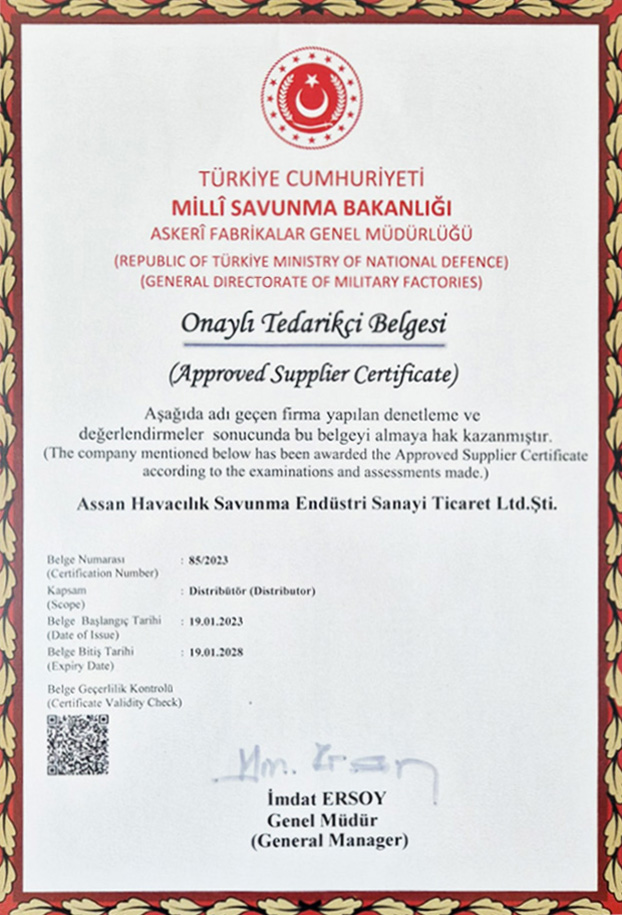 TÜRKİYE CUMHURİYETİ
MİLLÎ SAVUNMA BAKANLIĞI
ASKERÎ FABRİKALAR GENEL MÜDÜRLÜĞÜ
(REPUBLIC OF TÜRKİYE MINISTRY OF NATIONAL DEFENCE)
(GENERAL DIRECTORATE OF MILITARY FACTORIES)
Onaylı Tedarikçi Belgesi
(Approved Supplier Certificate)
Aşağıda adı geçen firma yapılan denetleme ve
değerlendirmeler sonucunda bu belgeyi almaya hak kazanmıştır.
(The company mentioned below has been awarded the Approved Supplier Certificate
according to the examinations and assessments made.)
Assan Havacılık Savunma Endüstri Sanayi Ticaret Ltd.Şti.
Belge Numarası : 85/2023
(Certification Number)
Kapsam : Distribütör (Distributor)
(Scope)
Belge Başlangıç Tarihi : 19.01.2023
(Date of Issue)
Belge Bitiş Tarihi : 19.01.2028
(Expiry Date)
Belge Geçerlilik Kontrolü
(Certificate Validity Check)
İmdat ERSOY
Genel Müdür
(General Manager)